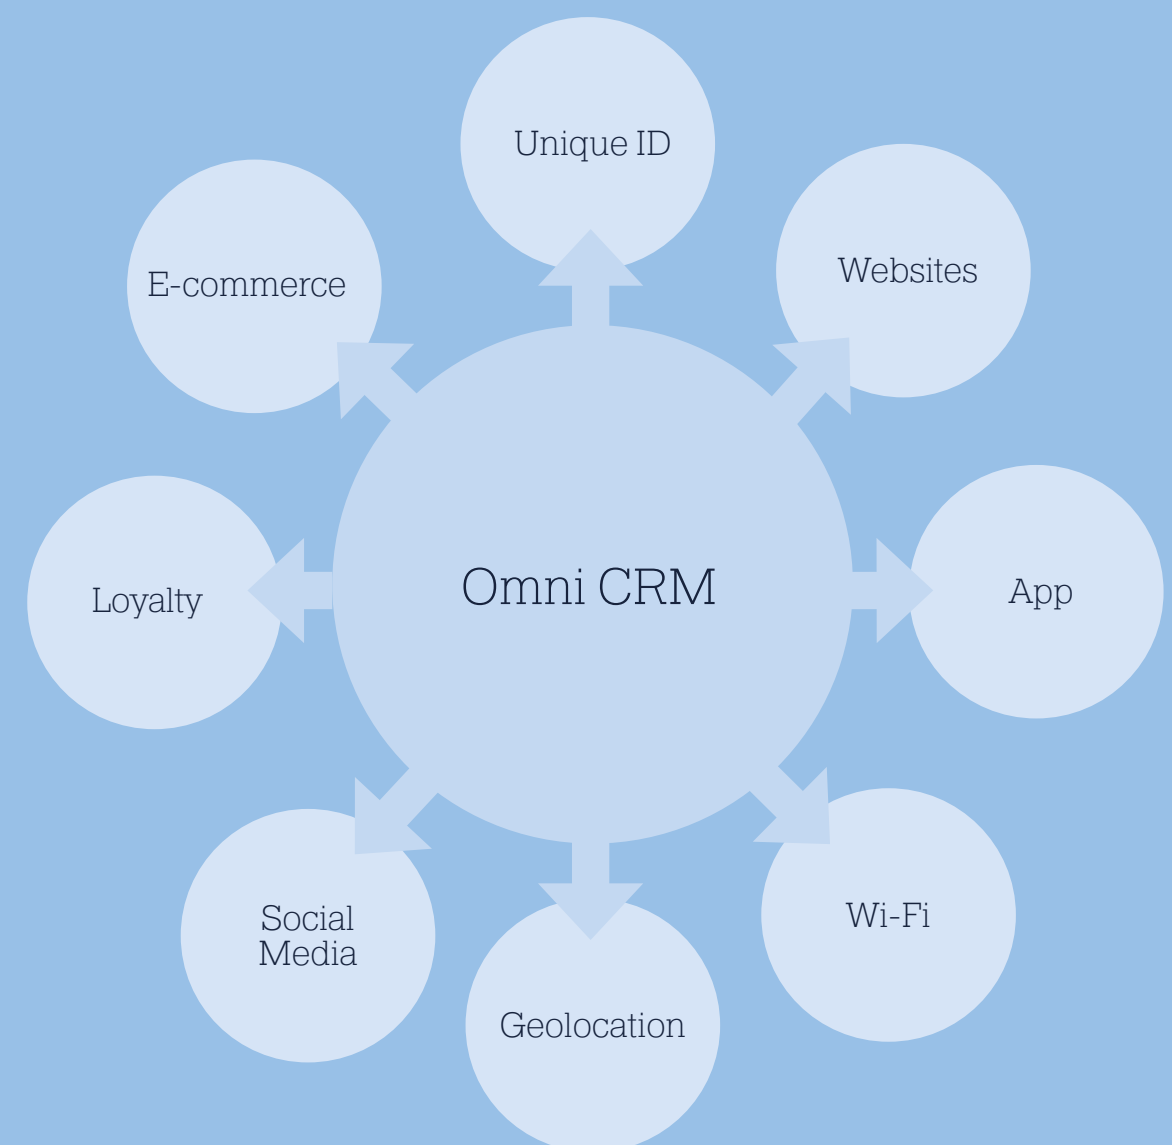 Unique ID
Websites
E-commerce
Omni CRM
App
Loyalty
Wi-Fi
Social
Media
Geolocation